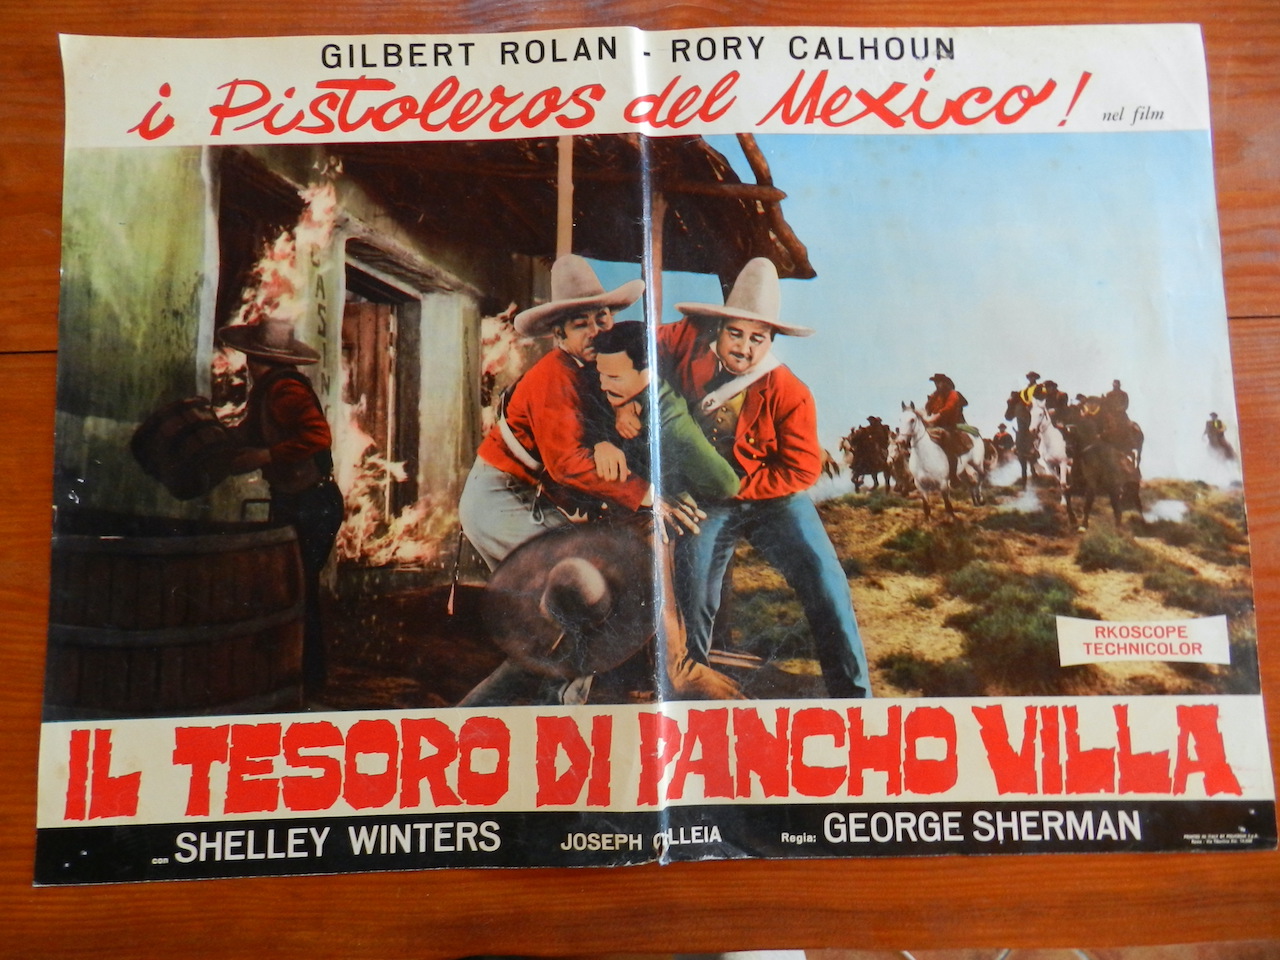 GILBERT ROLAN - RORY CALHOUN
i Pistoleros del Mexico!
nel film
RKOSCOPE
TECHNICOLOR
IL TESORO DI PANCHO VILLA
con SHELLEY WINTERS JOSEPH CALLEIA Regia: GEORGE SHERMAN